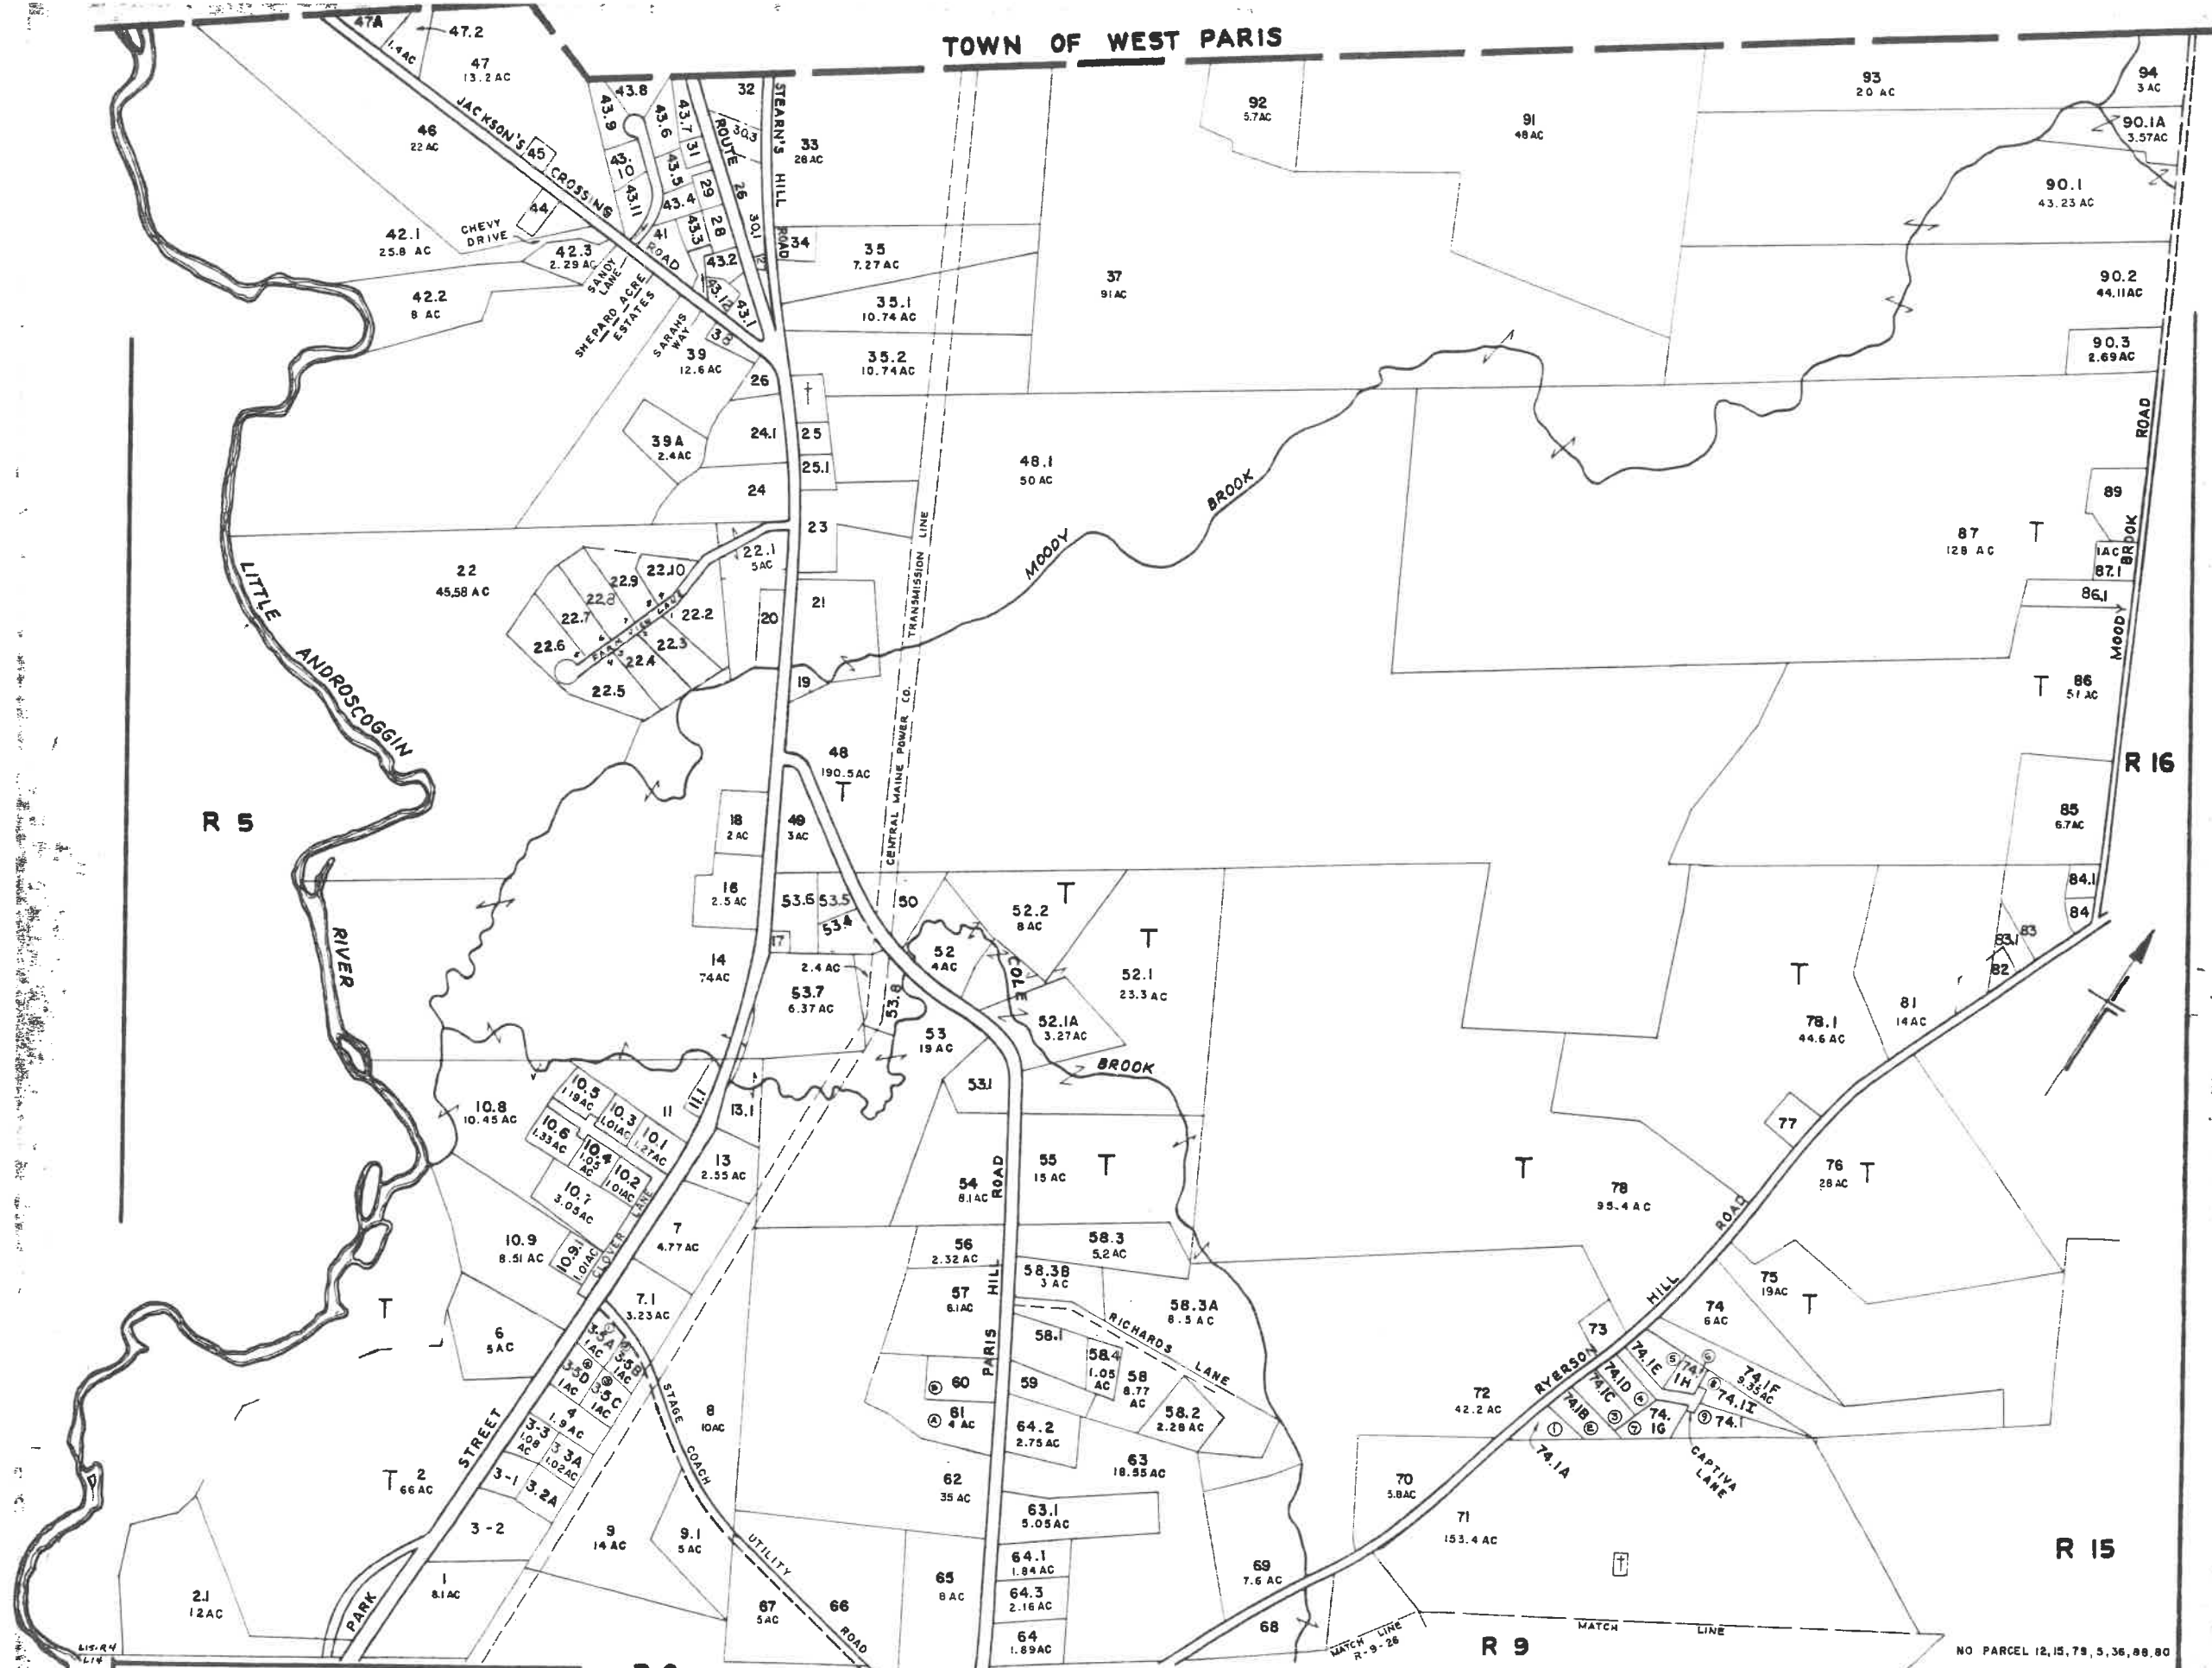 TOWN OF WEST PARIS
47A
1.4AC
47.2
47
13.2 AC
JACKSON'S CROSSING ROAD
46
22 AC
45
44
43.8
43.9
43.6
43.7
31
43.10
43.5
43.11
43.4
29
28
43.3
43.2
41
43.12
43.1
ROUTE 26
32
30.3
30.1
27
STEARN'S HILL ROAD
33
28 AC
34
35
7.27 AC
35.1
10.74 AC
35.2
10.74 AC
37
91 AC
92
5.7 AC
91
48 AC
93
20 AC
94
3 AC
90.1A
3.57 AC
90.1
43.23 AC
90.2
44.11 AC
90.3
2.69 AC
42.1
25.8 AC
CHEVY
DRIVE
42.3
2.29 AC
42.2
8 AC
SANDY
LANE
SHEPARD ACRE
ESTATES
SARAHS
WAY
38
39
12.6 AC
26
39A
2.4 AC
24.1
25
25.1
24
23
48.1
50 AC
MOODY BROOK
87
128 AC
T
89
1AC
87.1
86.1
MOODY BROOK ROAD
T 86
51 AC
R 16
85
6.7 AC
84.1
84
83
83.1
82
LITTLE ANDROSCOGGIN RIVER
R 5
22
45.58 AC
22.1
5 AC
22.10
22.9
22.8
22.7
22.6
22.5
22.4
22.3
22.2
FARM VIEW LANE
20
21
19
CENTRAL MAINE POWER CO. TRANSMISSION LINE
48
190.5 AC
T
18
2 AC
49
3 AC
16
2.5 AC
17
53.6
53.5
53.4
50
14
74 AC
2.4 AC
53.7
6.37 AC
53.8
53
19 AC
52
4 AC
52.2
8 AC
T
T
52.1
23.3 AC
52.1A
3.27 AC
COLE BROOK
53.1
T
78.1
44.6 AC
81
14 AC
10.8
10.45 AC
10.5
1.19 AC
10.3
1.01 AC
10.1
1.27 AC
11
11.1
13.1
10.6
1.33 AC
10.4
1.05
AC
10.2
1.01 AC
10.7
3.05 AC
13
2.55 AC
CLOVER LANE
10.9
8.51 AC
10.9.1
1.01 AC
7
4.77 AC
7.1
3.23 AC
T
6
5 AC
3-5A
1 AC
3-5B
1 AC
3-5D
1 AC
3-5C
1 AC
4
1.9 AC
3-3
1.08
AC
3.3A
1.02 AC
3-1
3.2A
3-2
T 2
66 AC
PARK STREET
2.1
12 AC
1
8.1 AC
8
10 AC
9
14 AC
9.1
5 AC
STAGE COACH
UTILITY
ROAD
67
5 AC
66
54
8.1 AC
55
15 AC
T
PARIS HILL ROAD
56
2.32 AC
57
6.1 AC
58.3
5.2 AC
58.3B
3 AC
58.3A
8.5 AC
RICHARDS LANE
58.1
58.4
1.05
AC
58
8.77
AC
58.2
2.28 AC
B 60
59
A 61
4 AC
64.2
2.75 AC
63
18.55 AC
62
35 AC
63.1
5.05 AC
64.1
1.84 AC
64.3
2.16 AC
64
1.89 AC
65
8 AC
69
7.6 AC
68
T
78
95.4 AC
77
76 T
28 AC
RYERSON HILL ROAD
75
19 AC T
74
6 AC
73
72
42.2 AC
74.1E
5
74.1H
6
74.1F
9.35 AC
74.1D
4
8
74.1I
74.1C
3
74.1B
2
7
74.1G
9
74.1
1
74.1A
CAPTIVA
LANE
70
5.8 AC
71
153.4 AC
R 15
MATCH LINE
R-9-26
R 9
MATCH LINE
L15-R4
L14
NO PARCEL 12,15,79,5,36,88,80